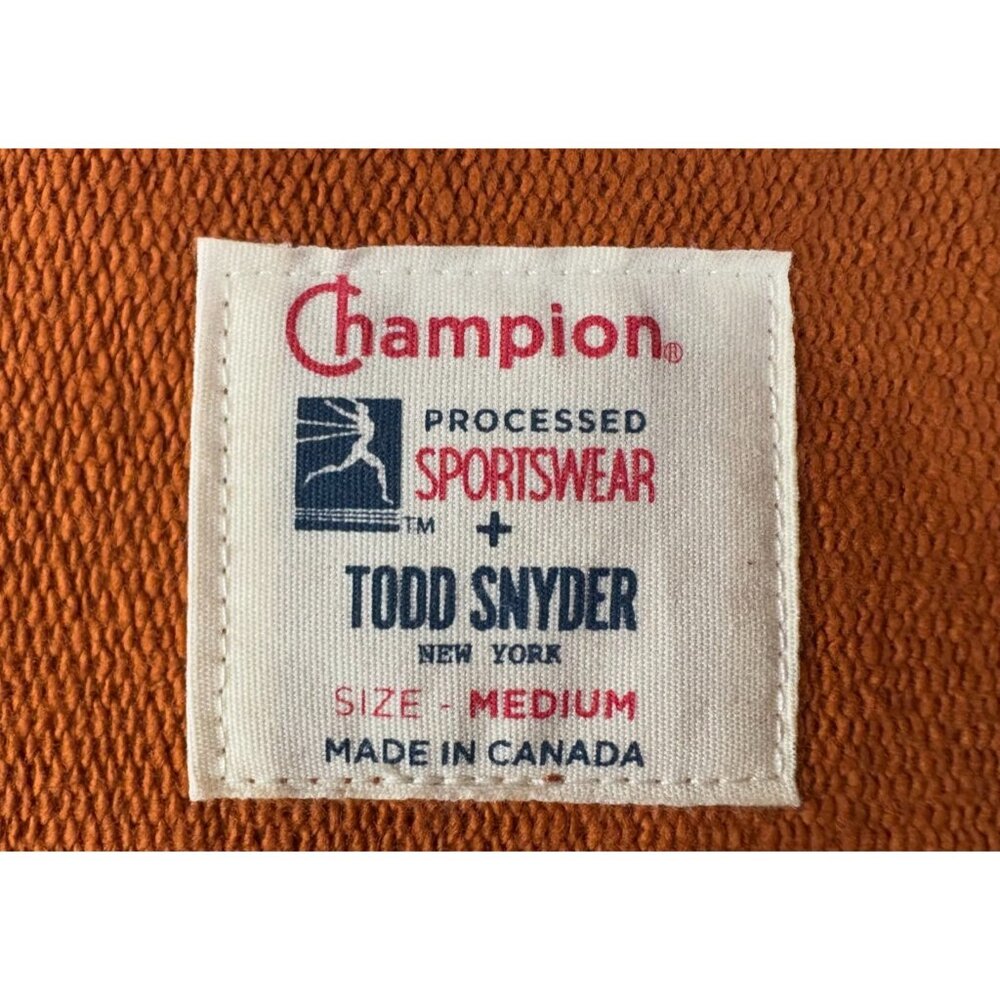 Champion®
PROCESSED
SPORTSWEAR
TM +
TODD SNYDER
NEW YORK
SIZE - MEDIUM
MADE IN CANADA